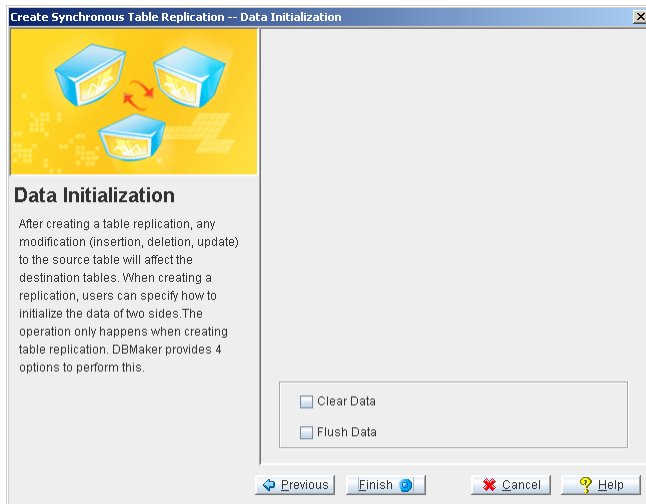 Create Synchronous Table Replication -- Data Initialization
Data Initialization
After creating a table replication, any
modification (insertion, deletion, update)
to the source table will affect the
destination tables. When creating a
replication, users can specify how to
initialize the data of two sides.The
operation only happens when creating
table replication. DBMaker provides 4
options to perform this.
Clear Data
Flush Data
Previous
Finish
Cancel
Help